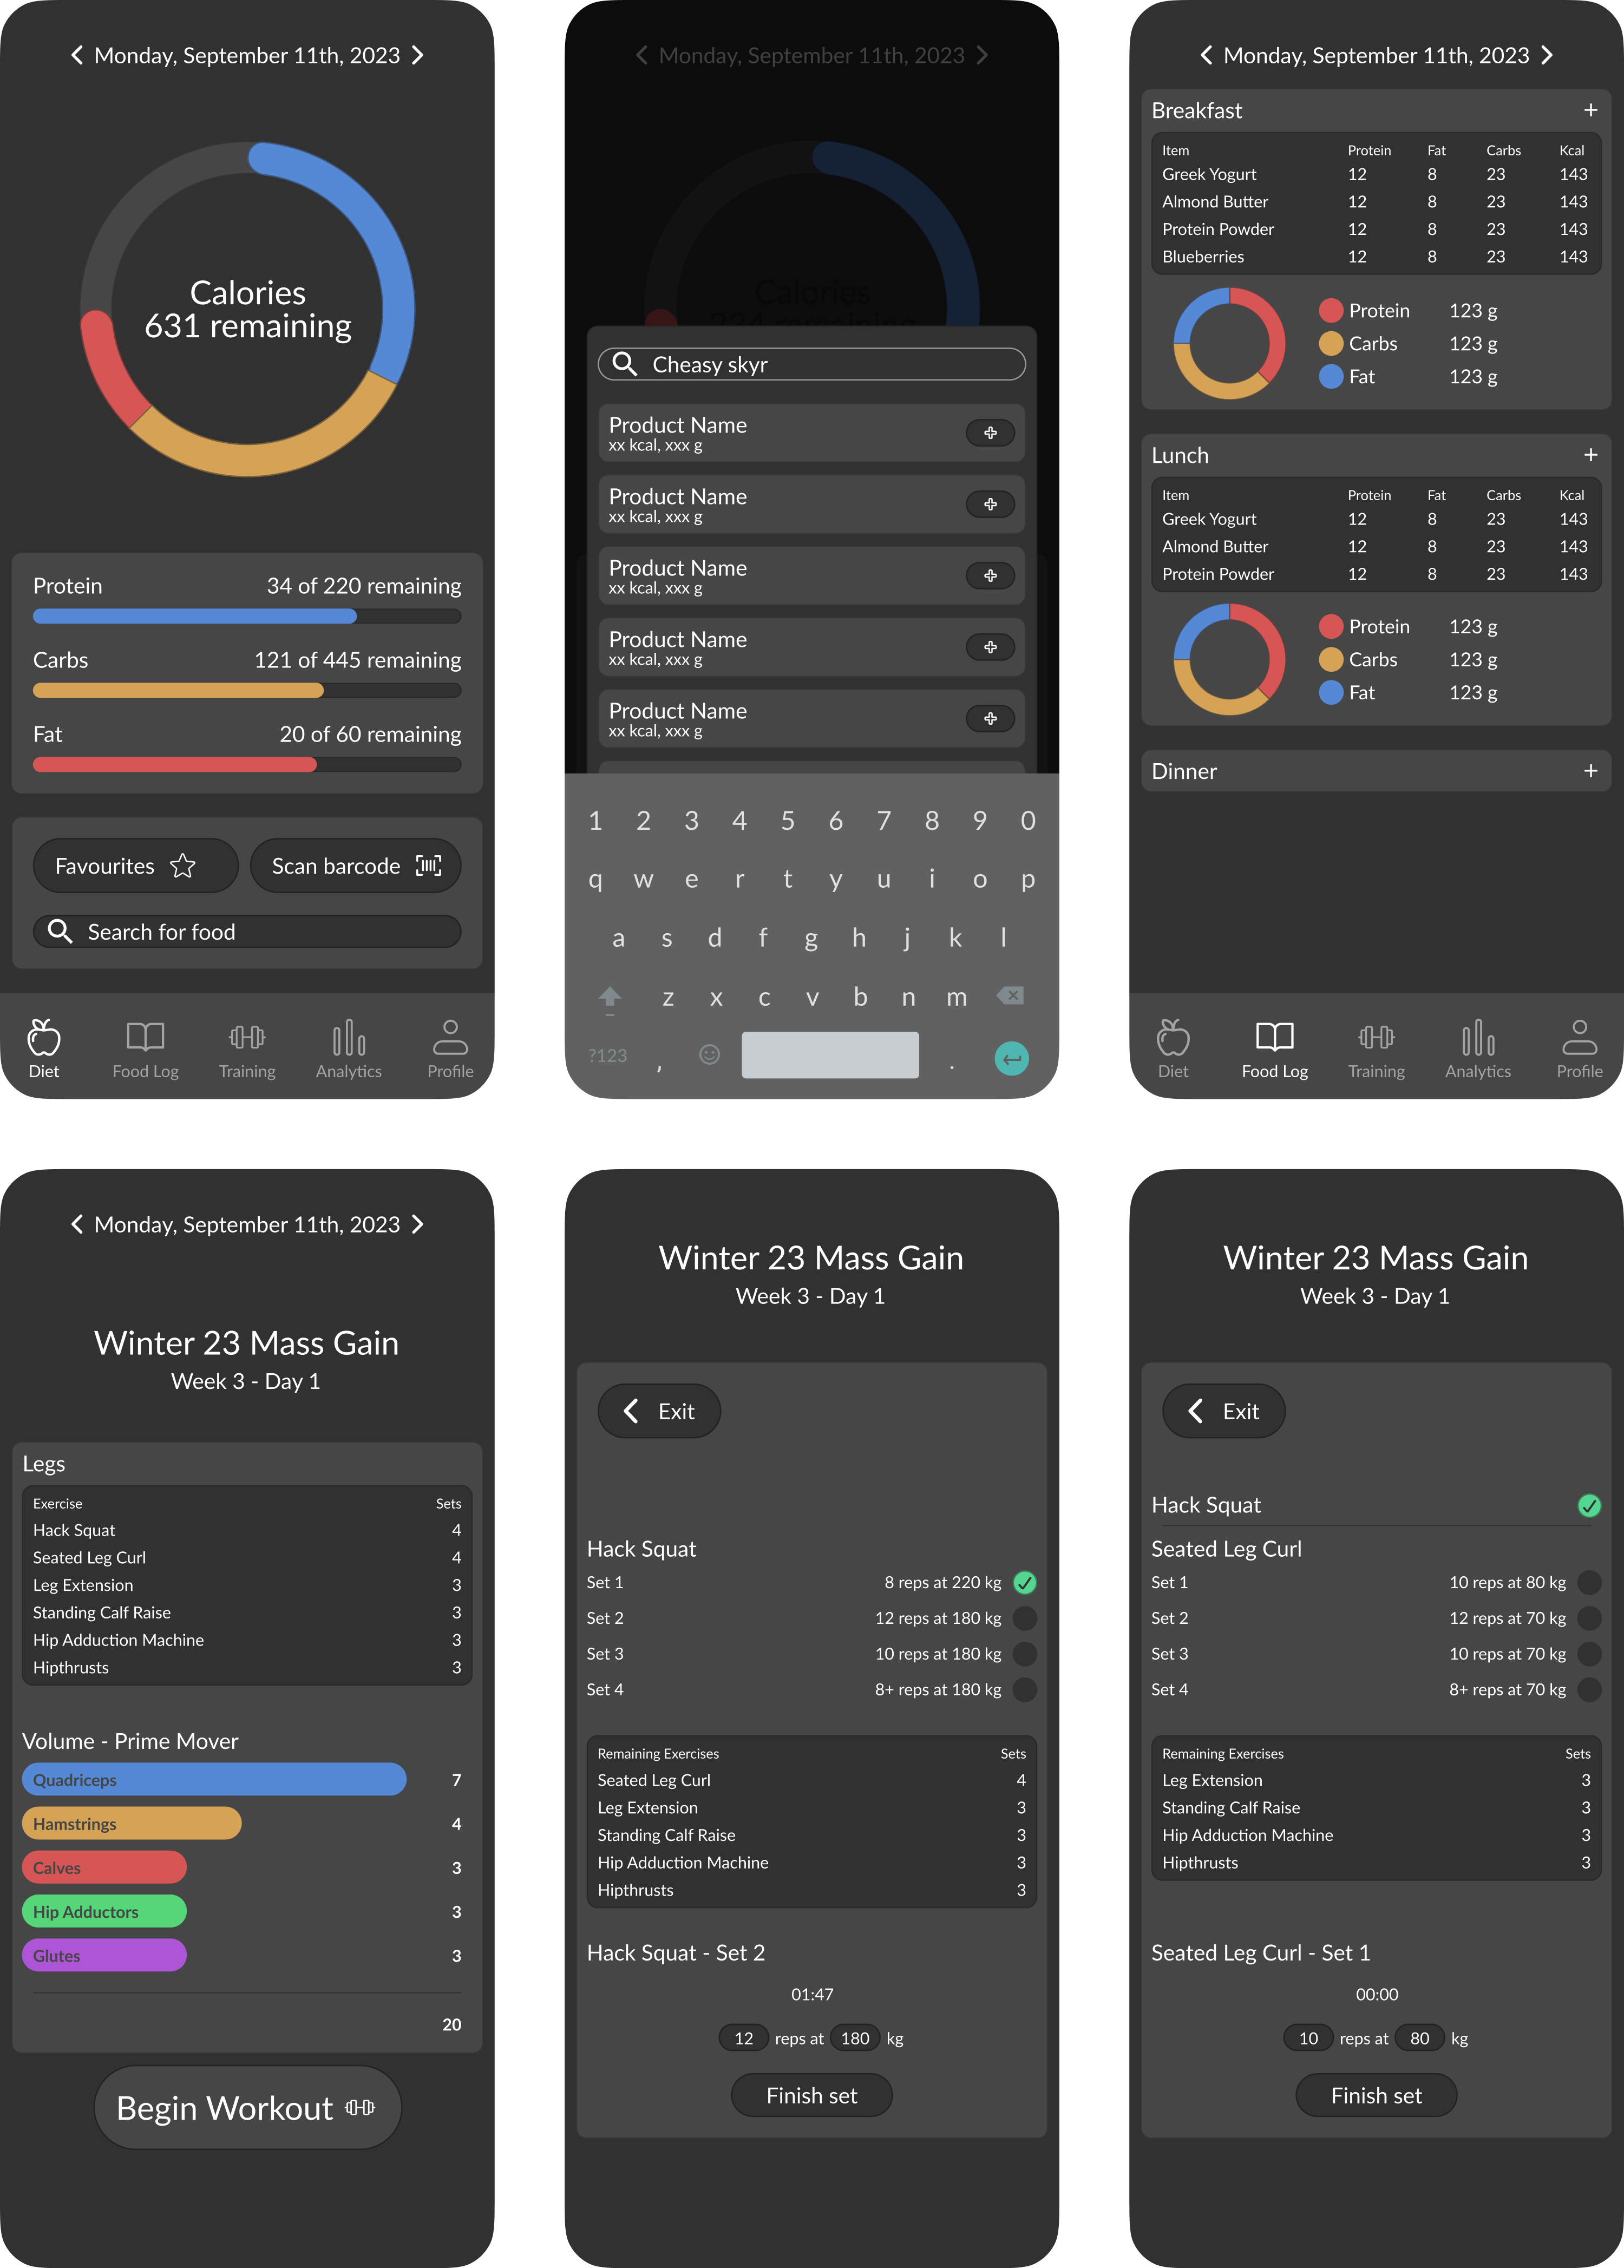 Monday, September 11th, 2023
Calories
631 remaining
Protein 34 of 220 remaining
Carbs 121 of 445 remaining
Fat 20 of 60 remaining
Favourites
Scan barcode
Search for food
Diet Food Log Training Analytics Profile
Monday, September 11th, 2023
Calories
234 remaining
Cheasy skyr
Product Name
xx kcal, xxx g
Product Name
xx kcal, xxx g
Product Name
xx kcal, xxx g
Product Name
xx kcal, xxx g
Product Name
xx kcal, xxx g
1 2 3 4 5 6 7 8 9 0
q w e r t y u i o p
a s d f g h j k l
z x c v b n m
?123 , .
Monday, September 11th, 2023
Breakfast +
Item Protein Fat Carbs Kcal
Greek Yogurt 12 8 23 143
Almond Butter 12 8 23 143
Protein Powder 12 8 23 143
Blueberries 12 8 23 143
Protein 123 g
Carbs 123 g
Fat 123 g
Lunch +
Item Protein Fat Carbs Kcal
Greek Yogurt 12 8 23 143
Almond Butter 12 8 23 143
Protein Powder 12 8 23 143
Protein 123 g
Carbs 123 g
Fat 123 g
Dinner +
Diet Food Log Training Analytics Profile
Monday, September 11th, 2023
Winter 23 Mass Gain
Week 3 - Day 1
Legs
Exercise Sets
Hack Squat 4
Seated Leg Curl 4
Leg Extension 3
Standing Calf Raise 3
Hip Adduction Machine 3
Hipthrusts 3
Volume - Prime Mover
Quadriceps 7
Hamstrings 4
Calves 3
Hip Adductors 3
Glutes 3
20
Begin Workout
Winter 23 Mass Gain
Week 3 - Day 1
Exit
Hack Squat
Set 1 8 reps at 220 kg
Set 2 12 reps at 180 kg
Set 3 10 reps at 180 kg
Set 4 8+ reps at 180 kg
Remaining Exercises Sets
Seated Leg Curl 4
Leg Extension 3
Standing Calf Raise 3
Hip Adduction Machine 3
Hipthrusts 3
Hack Squat - Set 2
01:47
12 reps at 180 kg
Finish set
Winter 23 Mass Gain
Week 3 - Day 1
Exit
Hack Squat
Seated Leg Curl
Set 1 10 reps at 80 kg
Set 2 12 reps at 70 kg
Set 3 10 reps at 70 kg
Set 4 8+ reps at 70 kg
Remaining Exercises Sets
Leg Extension 3
Standing Calf Raise 3
Hip Adduction Machine 3
Hipthrusts 3
Seated Leg Curl - Set 1
00:00
10 reps at 80 kg
Finish set